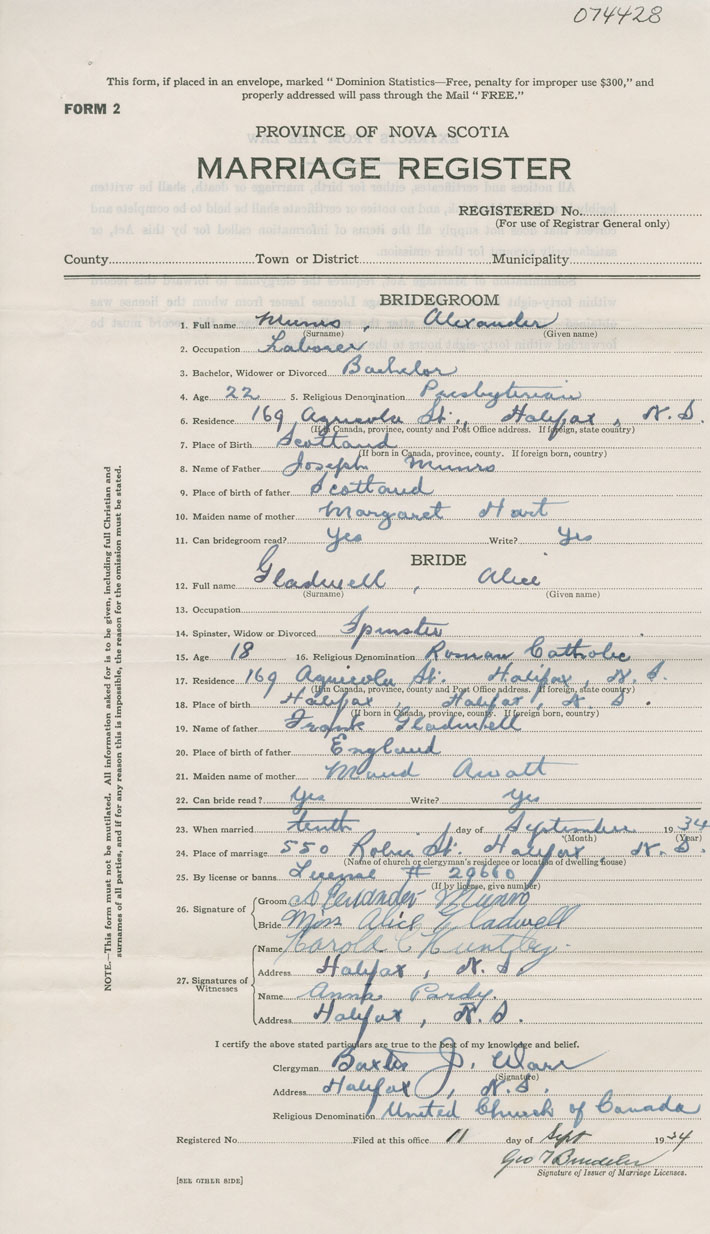 074428
This form, if placed in an envelope, marked “ Dominion Statistics—Free, penalty for improper use $300,” and
properly addressed will pass through the Mail “ FREE.”
FORM 2
PROVINCE OF NOVA SCOTIA
MARRIAGE REGISTER
REGISTERED No.
(For use of Registrar General only)
County Town or District Municipality
BRIDEGROOM
1. Full name Munro , Alexander
(Surname) (Given name)
2. Occupation Laborer
3. Bachelor, Widower or Divorced Bachelor
4. Age 22 5. Religious Denomination Presbyterian
6. Residence 169 Agricola St., Halifax, N.S.
(If in Canada, province, county and Post Office address. If foreign, state country)
7. Place of Birth Scotland
(If born in Canada, province, county. If foreign born, country)
8. Name of Father Joseph Munro
9. Place of birth of father Scotland
10. Maiden name of mother Margaret Hart
11. Can bridegroom read? Yes Write? Yes
BRIDE
12. Full name Gladwell , Alice
(Surname) (Given name)
13. Occupation
14. Spinster, Widow or Divorced Spinster
15. Age 18 16. Religious Denomination Roman Catholic
17. Residence 169 Agricola St. Halifax, N.S.
(If in Canada, province, county and Post Office address. If foreign, state country)
18. Place of birth Halifax, Halifax, N.S.
(If born in Canada, province, county. If foreign born, country)
19. Name of father Frank Gladwell
20. Place of birth of father England
21. Maiden name of mother Maud
22. Can bride read? Yes Write? Yes
23. When married tenth day of September 1934
(Month) (Year)
24. Place of marriage 550 Robie St. Halifax N.S.
(Name of church or clergyman's residence or location of dwelling house)
25. By license or banns License # 29660
(If by license, give number)
26. Signature of Groom Alexander Munro
Bride Miss Alice Gladwell
27. Signatures of Witnesses Name Harold C Huntley.
Address Halifax, N.S.
Name Anna Pardy.
Address Halifax, N.S.
I certify the above stated particulars are true to the best of my knowledge and belief.
Clergyman Baxter J. Warr
(Signature)
Address Halifax, N.S.
Religious Denomination United Church of Canada
Registered No. Filed at this office 11 day of Sept 1934
Geo T
Signature of Issuer of Marriage Licenses.
[SEE OTHER SIDE]
NOTE.—This form must not be mutilated. All information asked for is to be given, including full Christian and
surnames of all parties, and if for any reason this is impossible, the reason for the omission must be stated.